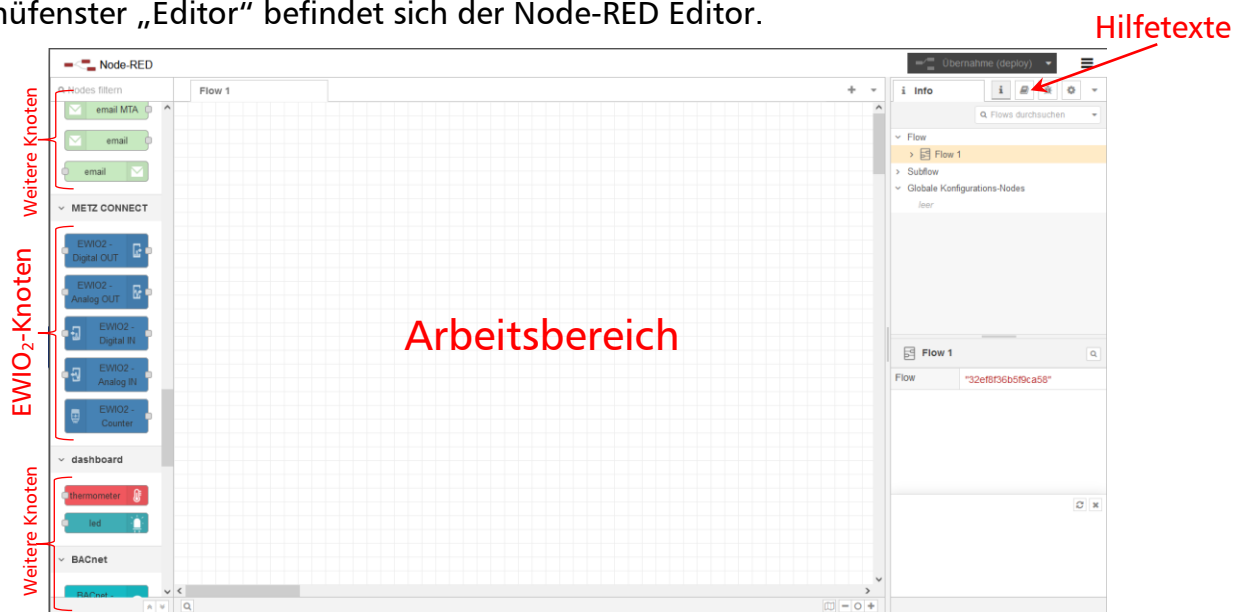 nüfenster „Editor“ befindet sich der Node-RED Editor.
Hilfetexte
Node-RED
Übernahme (deploy)
Nodes filtern
Flow 1
i Info
Flows durchsuchen
Weitere Knoten
email MTA
email
email
Flow
Flow 1
Subflow
Globale Konfigurations-Nodes
leer
METZ CONNECT
EWIO₂-Knoten
EWIO2 -
Digital OUT
EWIO2 -
Analog OUT
EWIO2 -
Digital IN
EWIO2 -
Analog IN
EWIO2 -
Counter
Arbeitsbereich
Flow 1
Flow
"32ef8f36b5f9ca58"
dashboard
Weitere Knoten
thermometer
led
BACnet
BACnet -